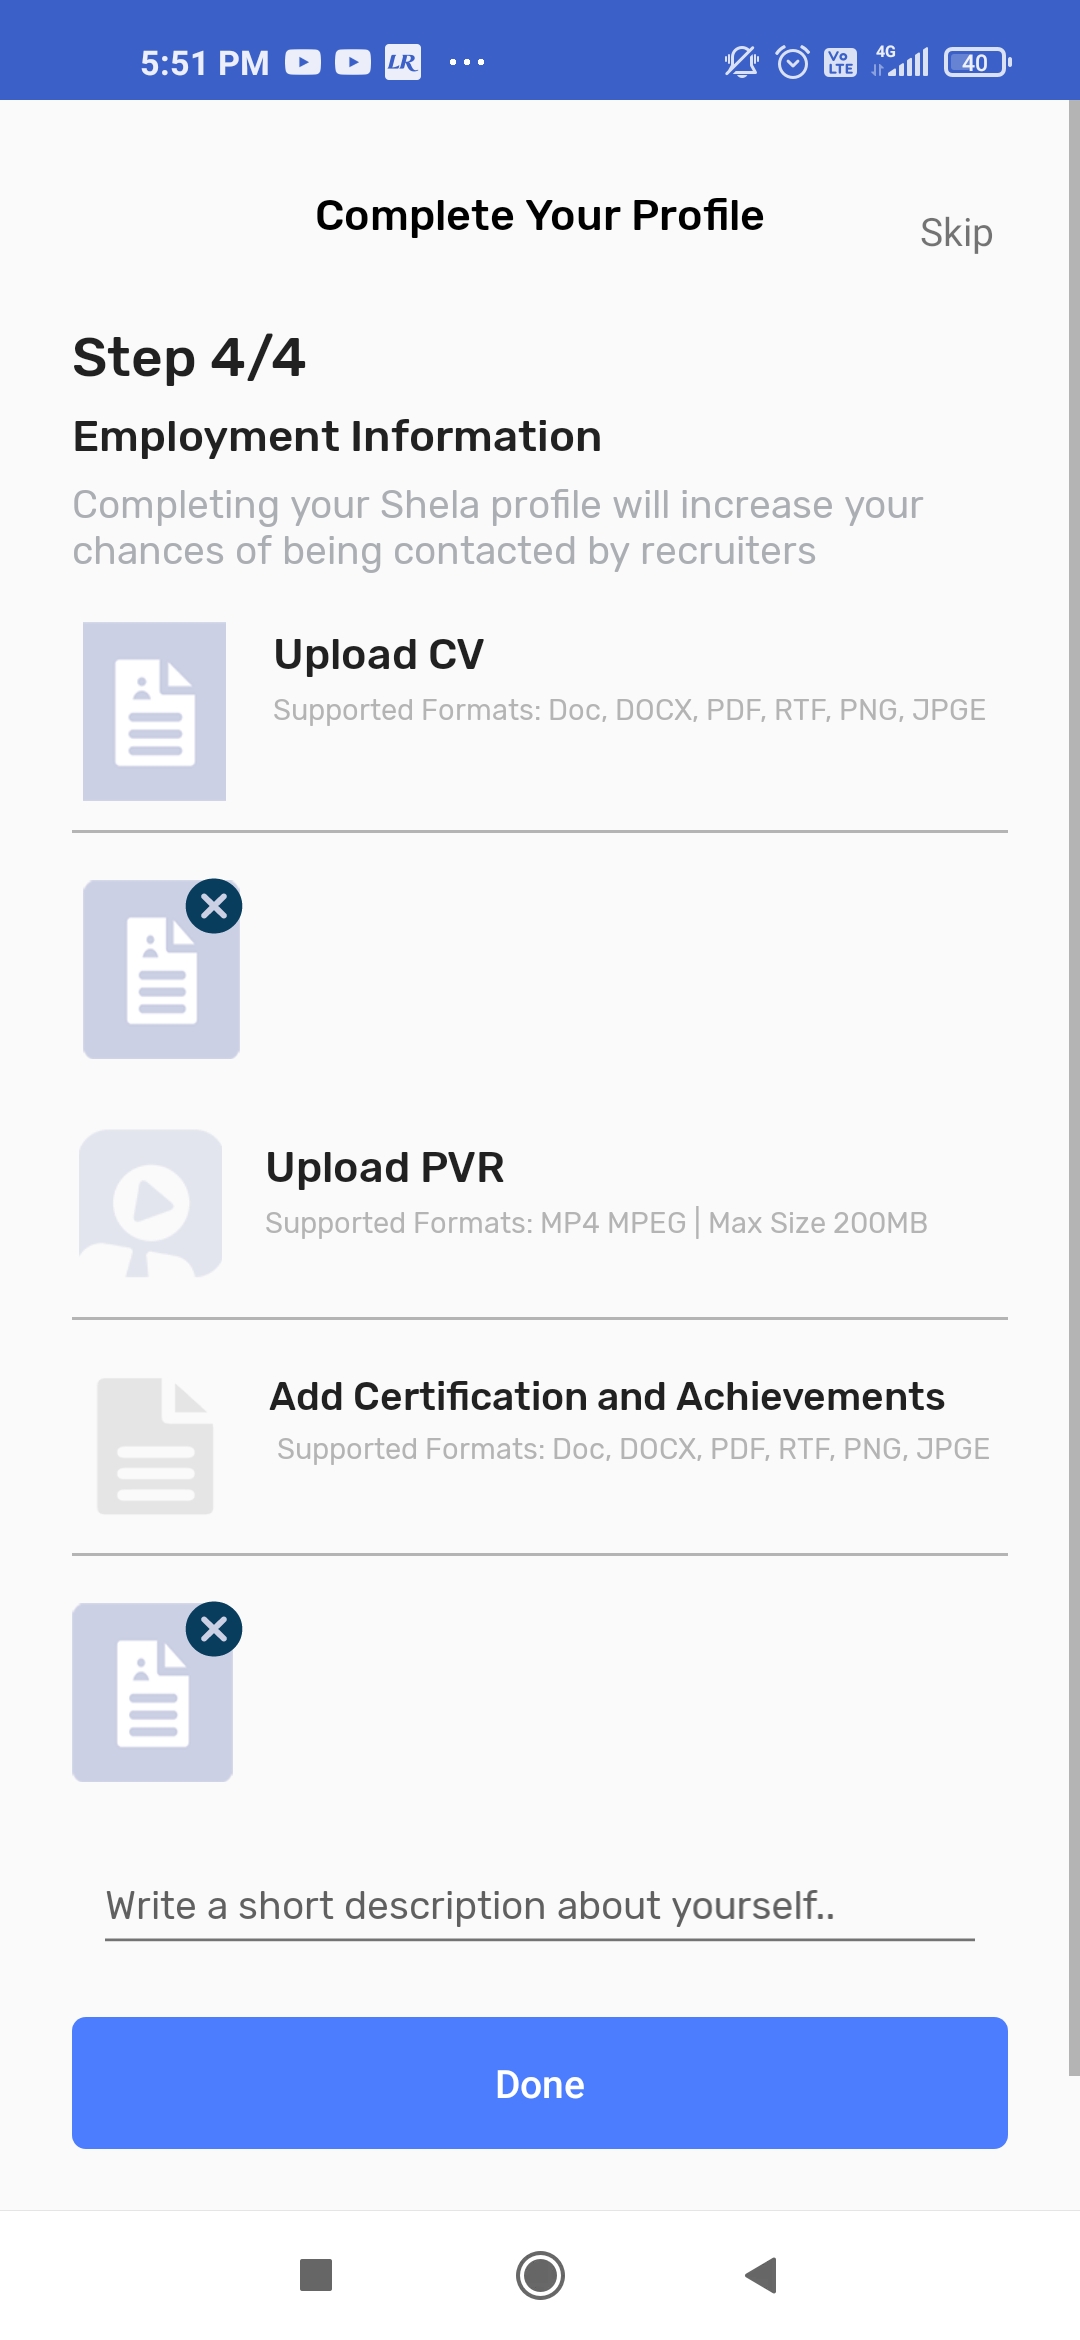 5:51 PM LR ... Vo LTE 4G 40
Complete Your Profile
Skip
Step 4/4
Employment Information
Completing your Shela profile will increase your
chances of being contacted by recruiters
Upload CV
Supported Formats: Doc, DOCX, PDF, RTF, PNG, JPGE
Upload PVR
Supported Formats: MP4 MPEG | Max Size 200MB
Add Certification and Achievements
Supported Formats: Doc, DOCX, PDF, RTF, PNG, JPGE
Write a short description about yourself..
Done